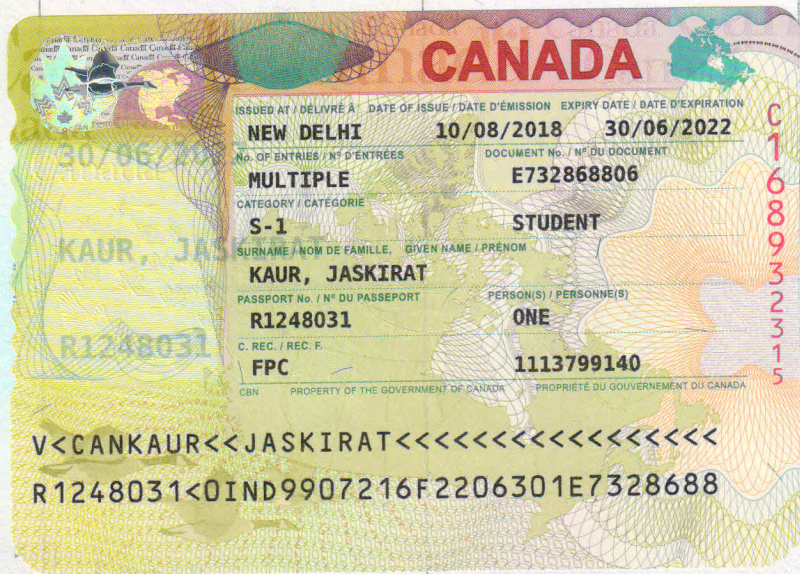 CANADA
ISSUED AT / DÉLIVRÉ À DATE OF ISSUE / DATE D'ÉMISSION EXPIRY DATE / DATE D'EXPIRATION
NEW DELHI 10/08/2018 30/06/2022
No. OF ENTRIES / Nº D'ENTRÉES DOCUMENT No. / Nº DU DOCUMENT
MULTIPLE E732868806
CATEGORY / CATÉGORIE
S-1 STUDENT
SURNAME / NOM DE FAMILLE, GIVEN NAME / PRÉNOM
KAUR, JASKIRAT
PASSPORT No. / Nº DU PASSEPORT PERSON(S) / PERSONNE(S)
R1248031 ONE
C. REC. / REC. F.
FPC 1113799140
CBN PROPERTY OF THE GOVERNMENT OF CANADA PROPRIÉTÉ DU GOUVERNEMENT DU CANADA
C168932315
30/06/20
KAUR, JASKIRAT
R1248031
V<CANKAUR<<JASKIRAT<<<<<<<<<<<<<<<<<
R1248031<0IND9907216F2206301E7328688